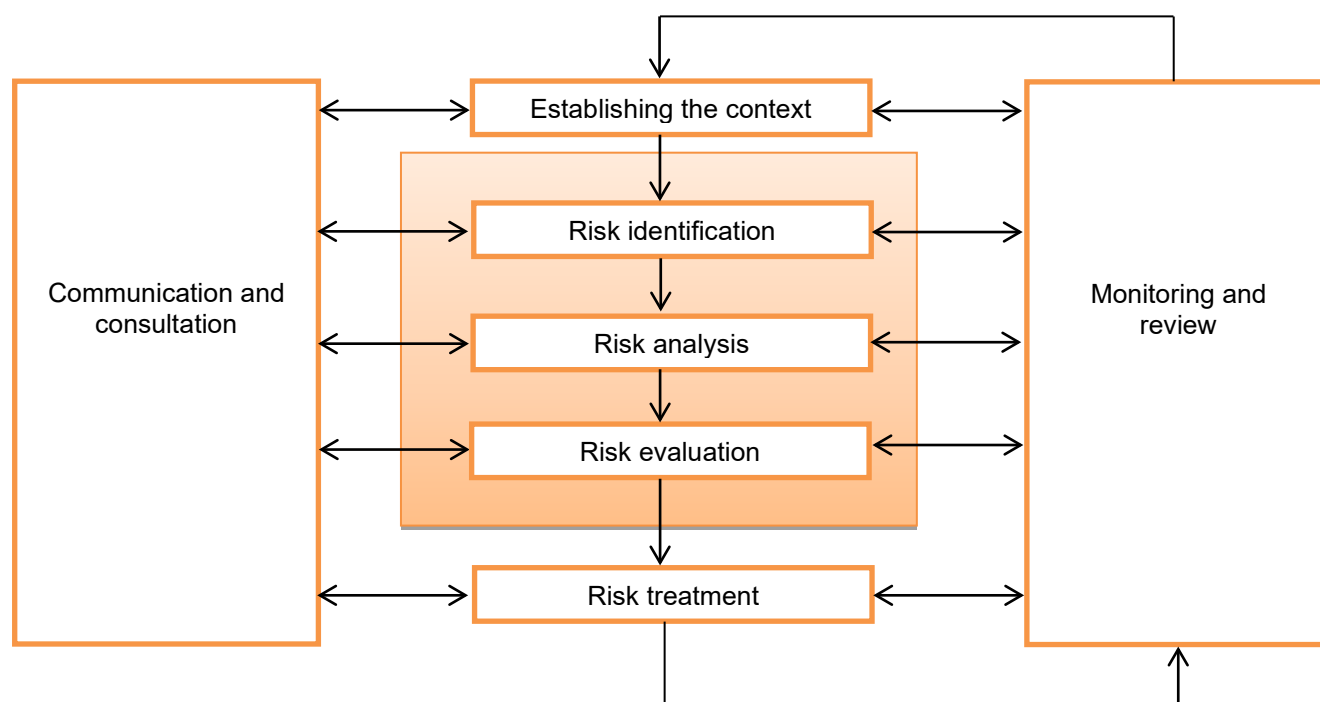 Establishing the context
Risk identification
Communication and
consultation
Monitoring and
review
Risk analysis
Risk evaluation
Risk treatment